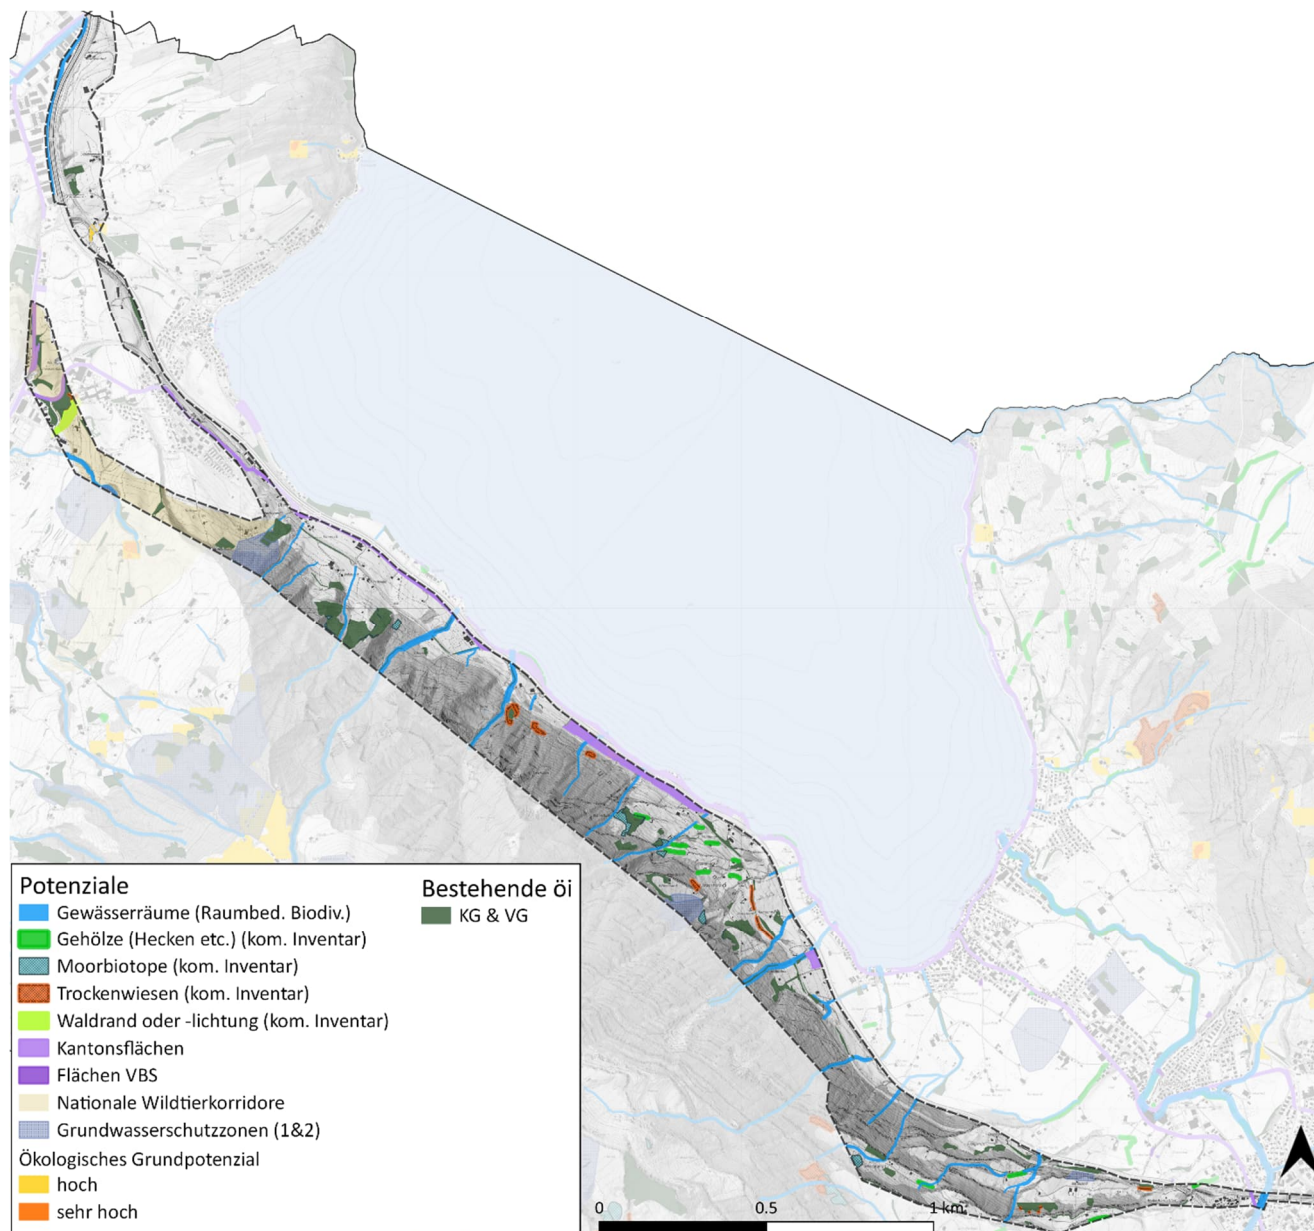 Potenziale
Gewässerräume (Raumbed. Biodiv.)
Gehölze (Hecken etc.) (kom. Inventar)
Moorbiotope (kom. Inventar)
Trockenwiesen (kom. Inventar)
Waldrand oder -lichtung (kom. Inventar)
Kantonsflächen
Flächen VBS
Nationale Wildtierkorridore
Grundwasserschutzzonen (1&2)
Ökologisches Grundpotenzial
hoch
sehr hoch
Bestehende öi
KG & VG
0 0.5 1 km